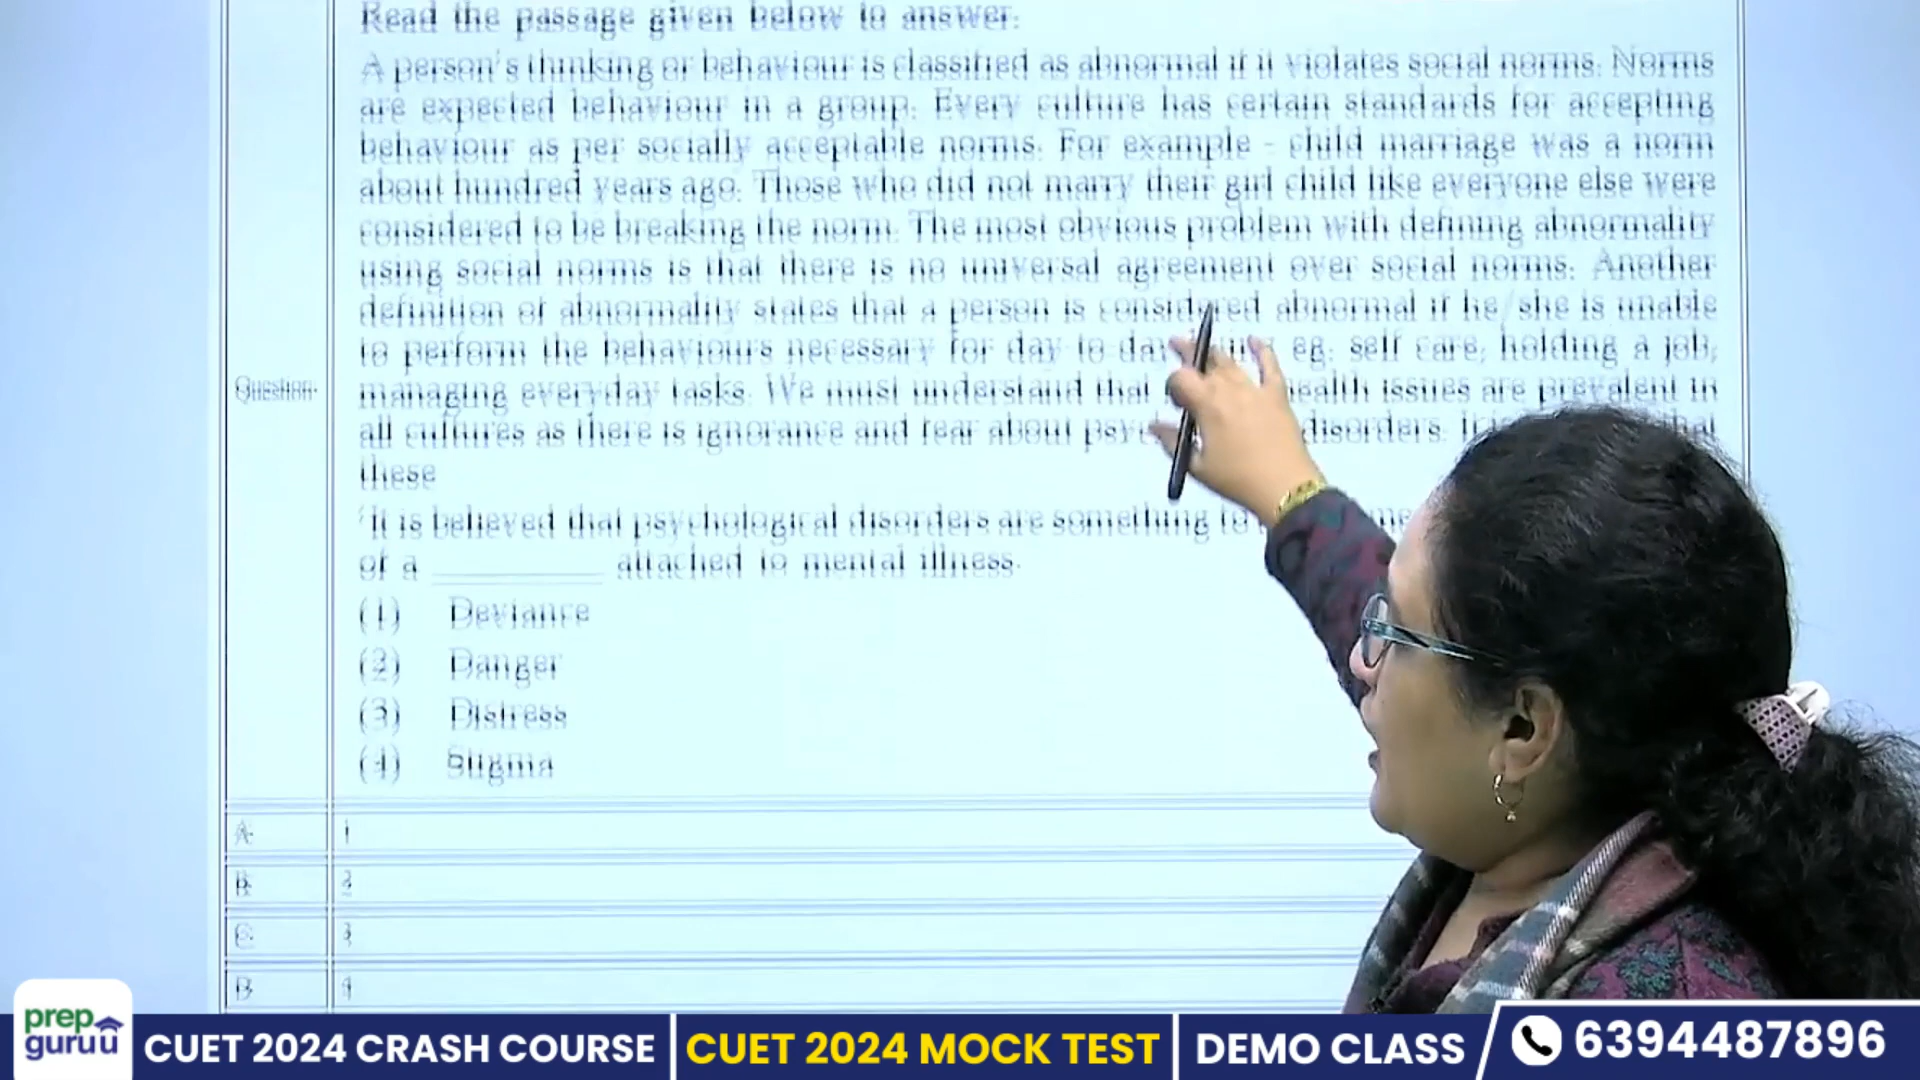 Read the passage given below to answer:
A person's thinking or behaviour is classified as abnormal if it violates social norms. Norms
are expected behaviour in a group. Every culture has certain standards for accepting
behaviour as per socially acceptable norms. For example - child marriage was a norm
about hundred years ago. Those who did not marry their girl child like everyone else were
considered to be breaking the norm. The most obvious problem with defining abnormality
using social norms is that there is no universal agreement over social norms. Another
definition of abnormality states that a person is considered abnormal if he/she is unable
to perform the behaviours necessary for day to day eg. self care, holding a job,
managing everyday tasks. We must understand that health issues are prevalent in
all cultures as there is ignorance and fear about disorders. It that
these
Question:
'It is believed that psychological disorders are something to
of a ________ attached to mental illness.
(1) Deviance
(2) Danger
(3) Distress
(4) Stigma
A: 1
B: 2
C: 3
D: 4
prep
guruu
CUET 2024 CRASH COURSE
CUET 2024 MOCK TEST
DEMO CLASS
6394487896